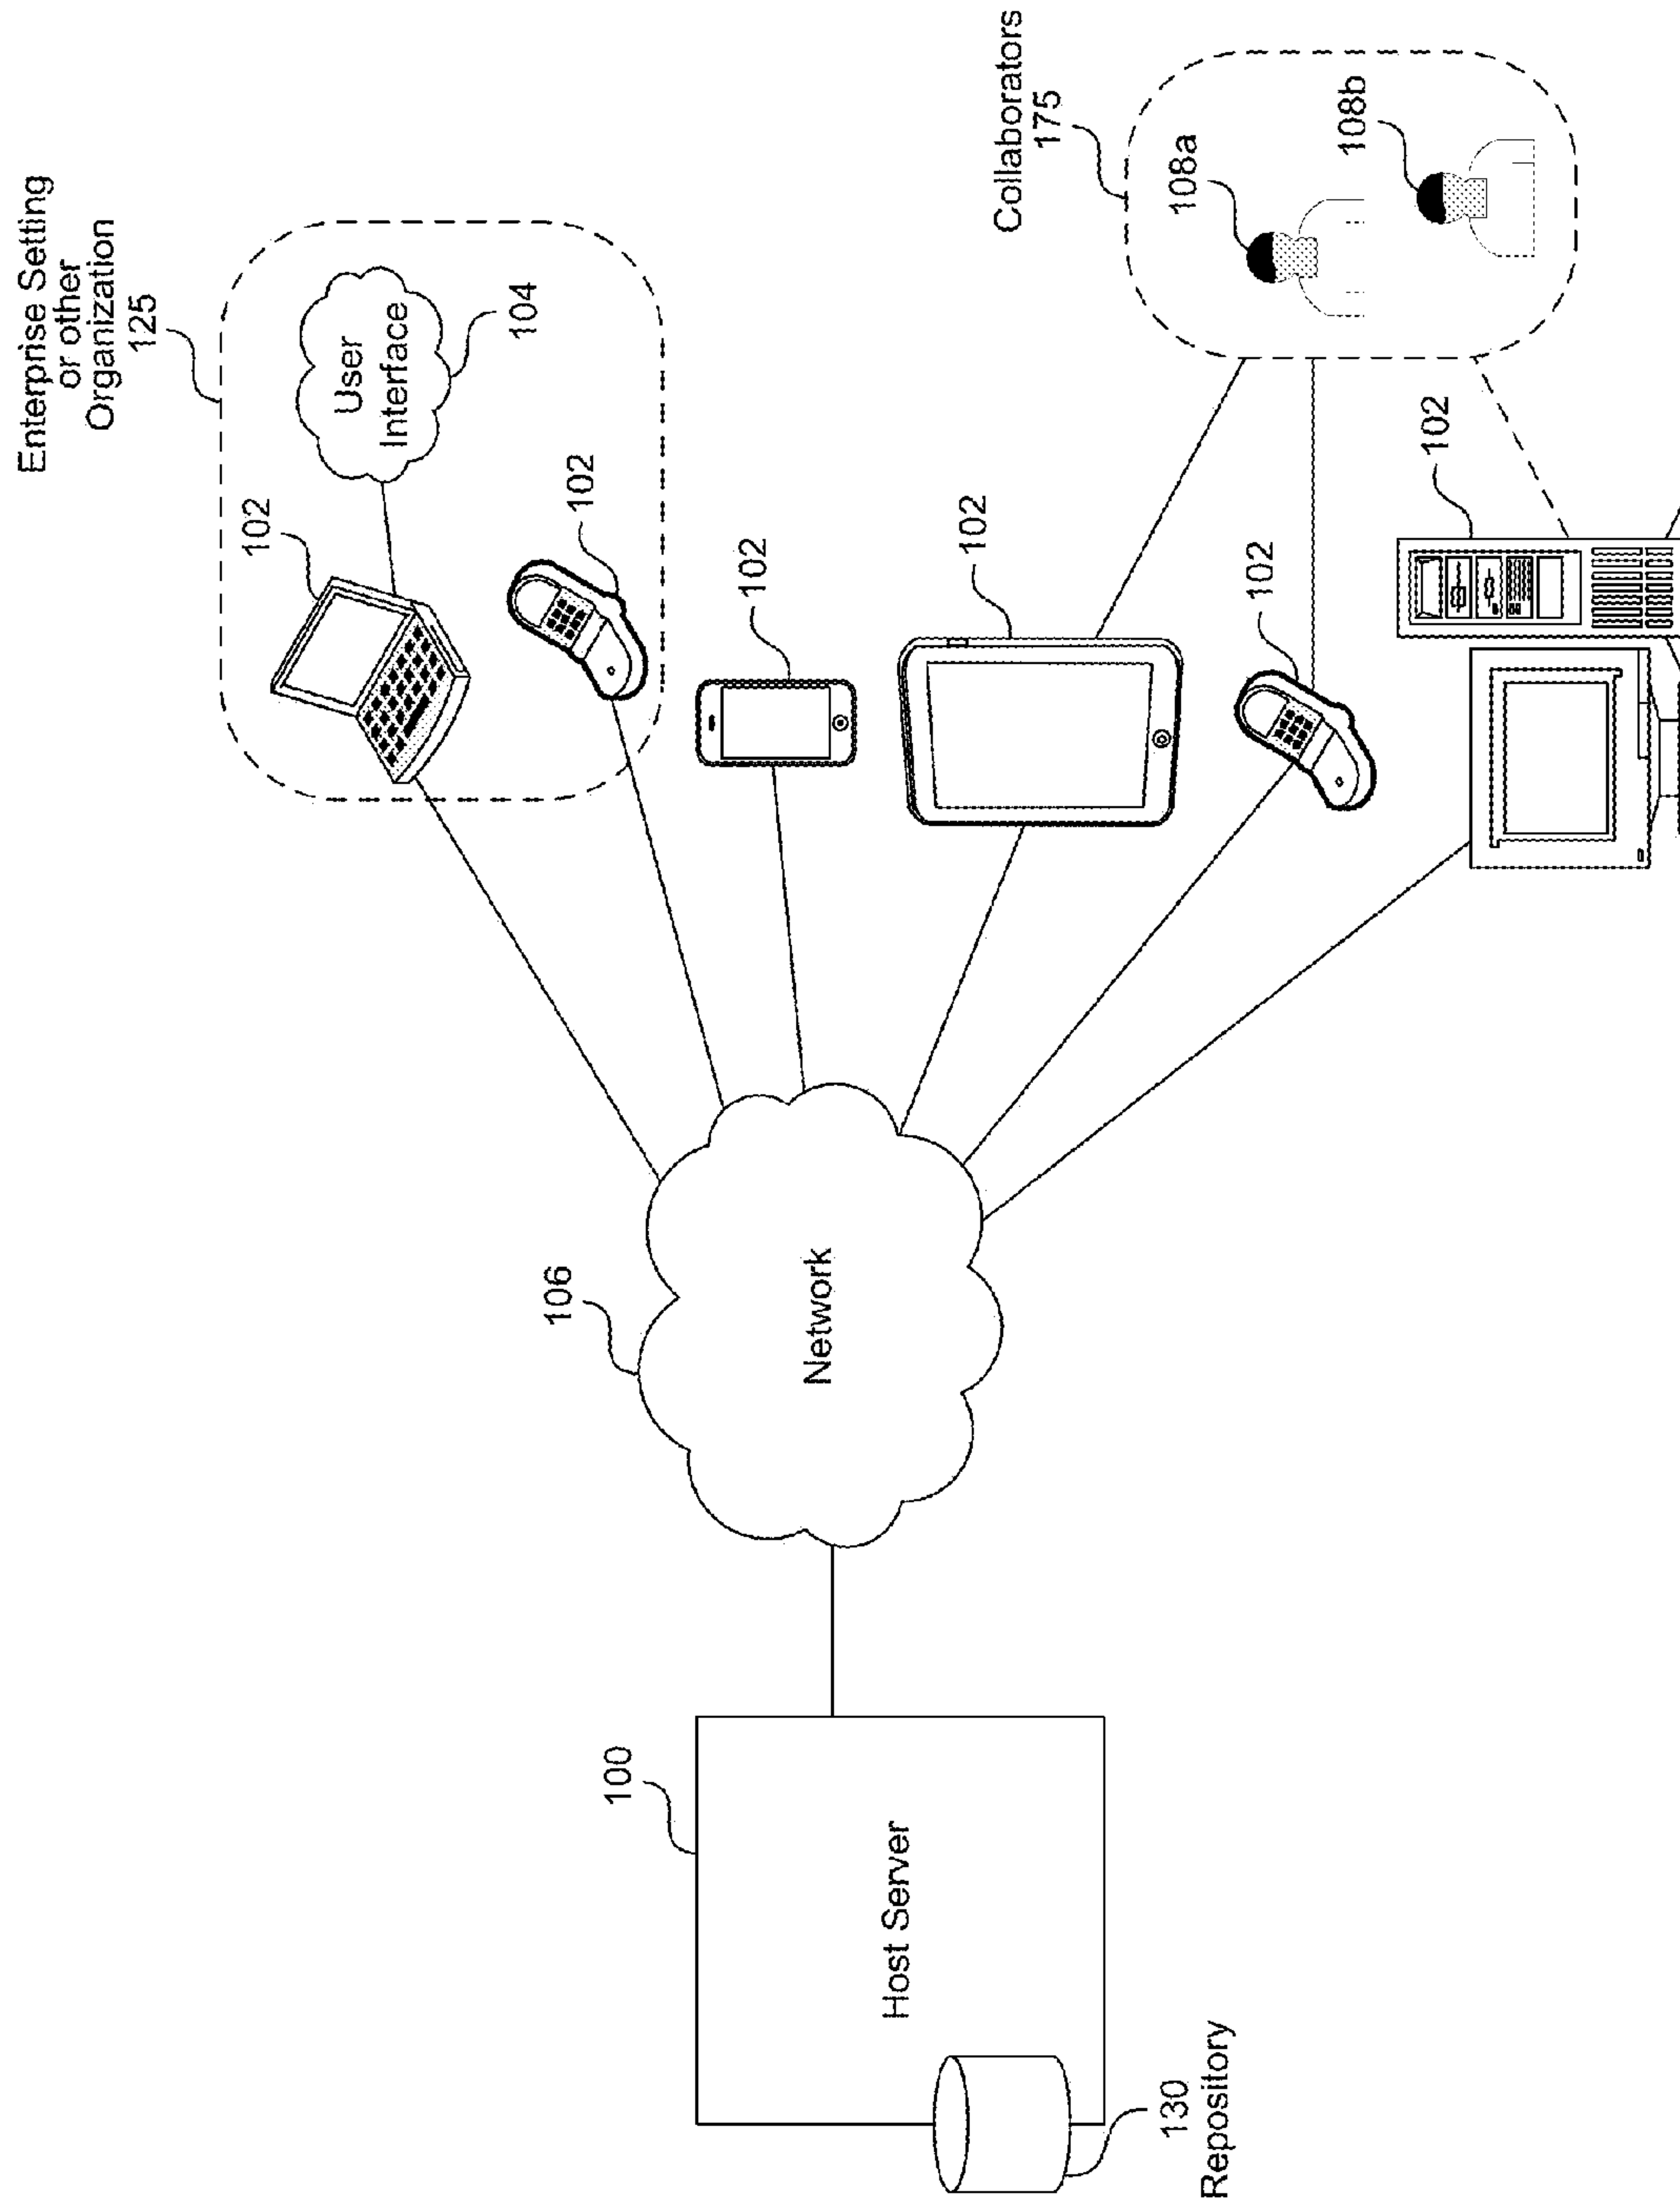 Enterprise Setting
or other
Organization
125
102
User
Interface
104
102
102
Collaborators
175
102
108a
108b
102
102
106
Network
100
Host Server
130
Repository